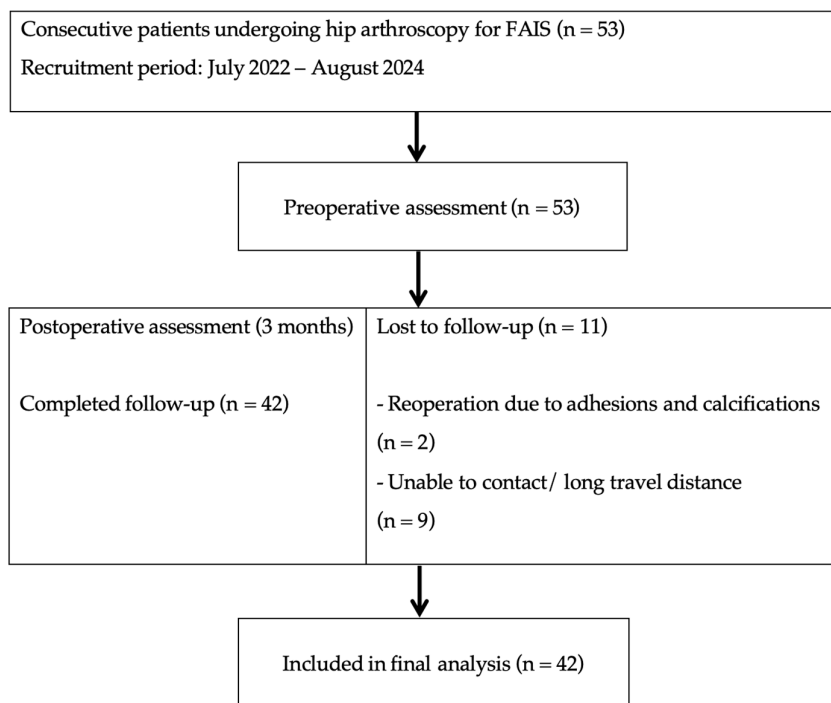 Consecutive patients undergoing hip arthroscopy for FAIS (n = 53)
Recruitment period: July 2022 – August 2024
Preoperative assessment (n = 53)
Postoperative assessment (3 months)
Completed follow-up (n = 42)
Lost to follow-up (n = 11)
- Reoperation due to adhesions and calcifications
(n = 2)
- Unable to contact/ long travel distance
(n = 9)
Included in final analysis (n = 42)